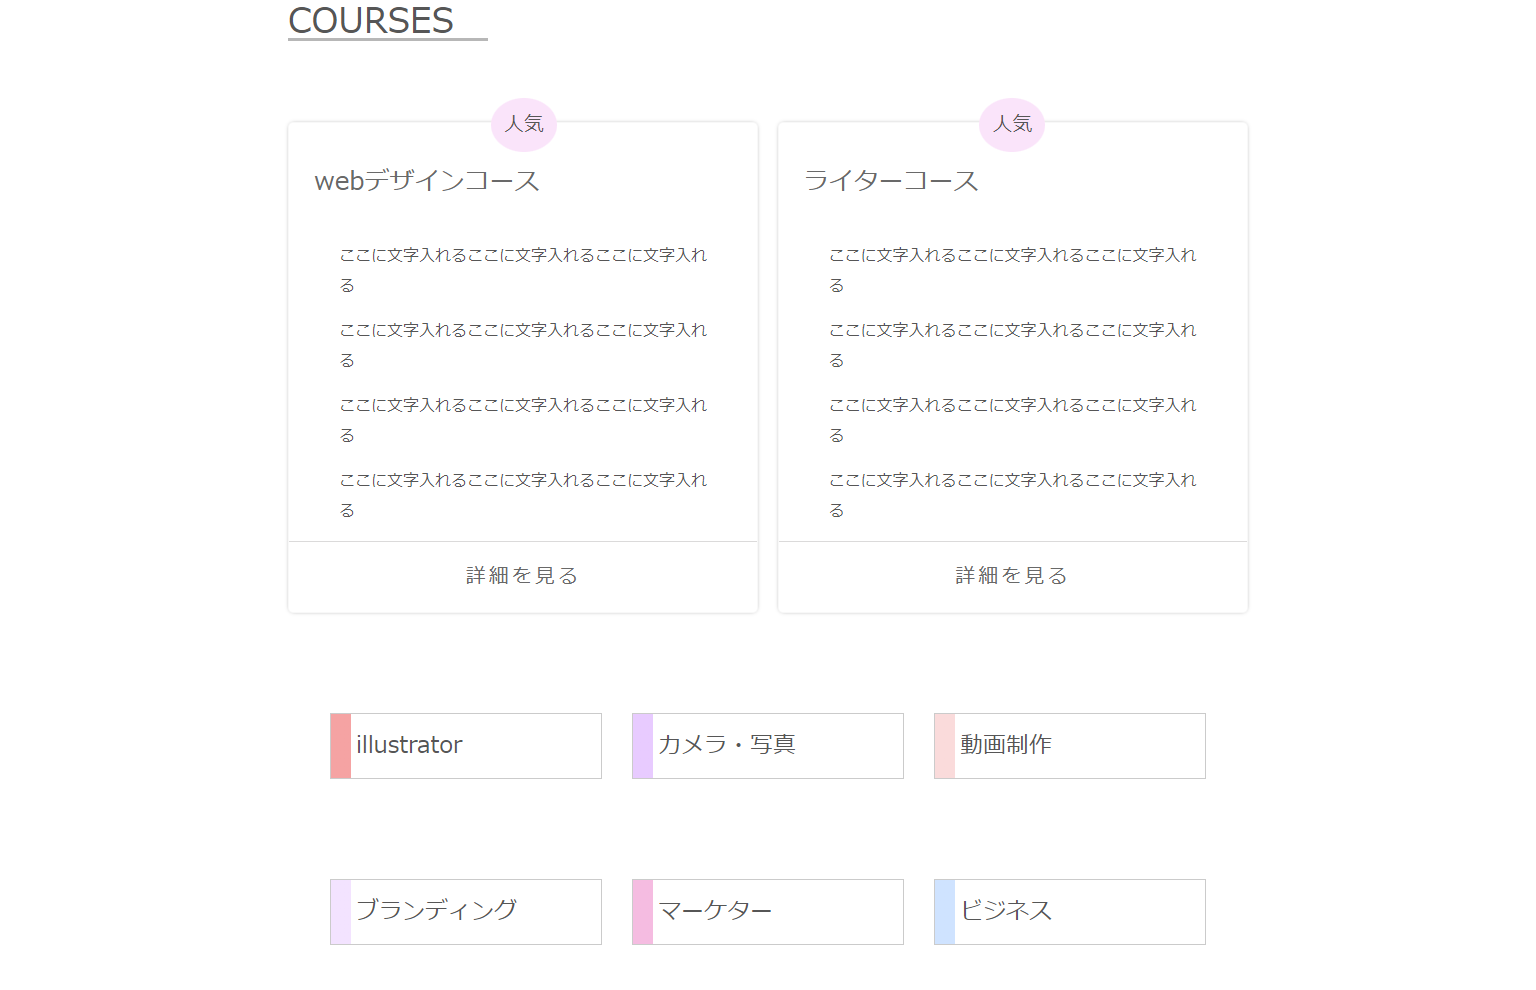 COURSES
人気
webデザインコース
ここに文字入れるここに文字入れるここに文字入れ
る
ここに文字入れるここに文字入れるここに文字入れ
る
ここに文字入れるここに文字入れるここに文字入れ
る
ここに文字入れるここに文字入れるここに文字入れ
る
詳細を見る
人気
ライターコース
ここに文字入れるここに文字入れるここに文字入れ
る
ここに文字入れるここに文字入れるここに文字入れ
る
ここに文字入れるここに文字入れるここに文字入れ
る
ここに文字入れるここに文字入れるここに文字入れ
る
詳細を見る
illustrator
カメラ・写真
動画制作
ブランディング
マーケター
ビジネス